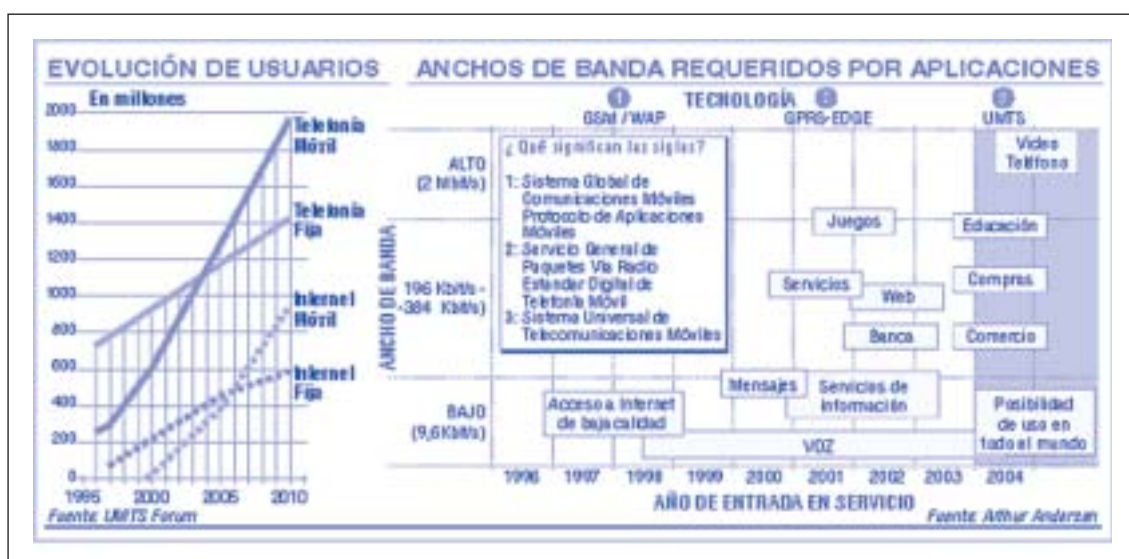 EVOLUCIÓN DE USUARIOS
En millones
2000
1800
1600
1400
1200
1000
800
600
400
200
0
1995 2000 2005 2010
Telefonía
Móvil
Telefonía
Fija
Internet
Móvil
Internet
Fija
Fuente: UMTS Forum
ANCHOS DE BANDA REQUERIDOS POR APLICACIONES
TECNOLOGÍA
1 2 3
GSM / WAP GPRS-EDGE UMTS
ANCHO DE BANDA
ALTO
(2 Mbit/s)
196 Kbit/s -
-384 Kbit/s)
BAJO
(9,6 Kbit/s)
¿Qué significan las siglas?
1: Sistema Global de
Comunicaciones Móviles
Protocolo de Aplicaciones
Móviles
2: Servicio General de
Paquetes Vía Radio
Estándar Digital de
Telefonía Móvil
3: Sistema Universal de
Telecomunicaciones Móviles
Video
Teléfono
Juegos
Educación
Servicios
Web
Compras
Banca
Comercio
Mensajes
Servicios de
información
Acceso a Internet
de baja calidad
VOZ
Posibilidad
de uso en
todo el mundo
1996 1997 1998 1999 2000 2001 2002 2003 2004
AÑO DE ENTRADA EN SERVICIO
Fuente: Arthur Andersen